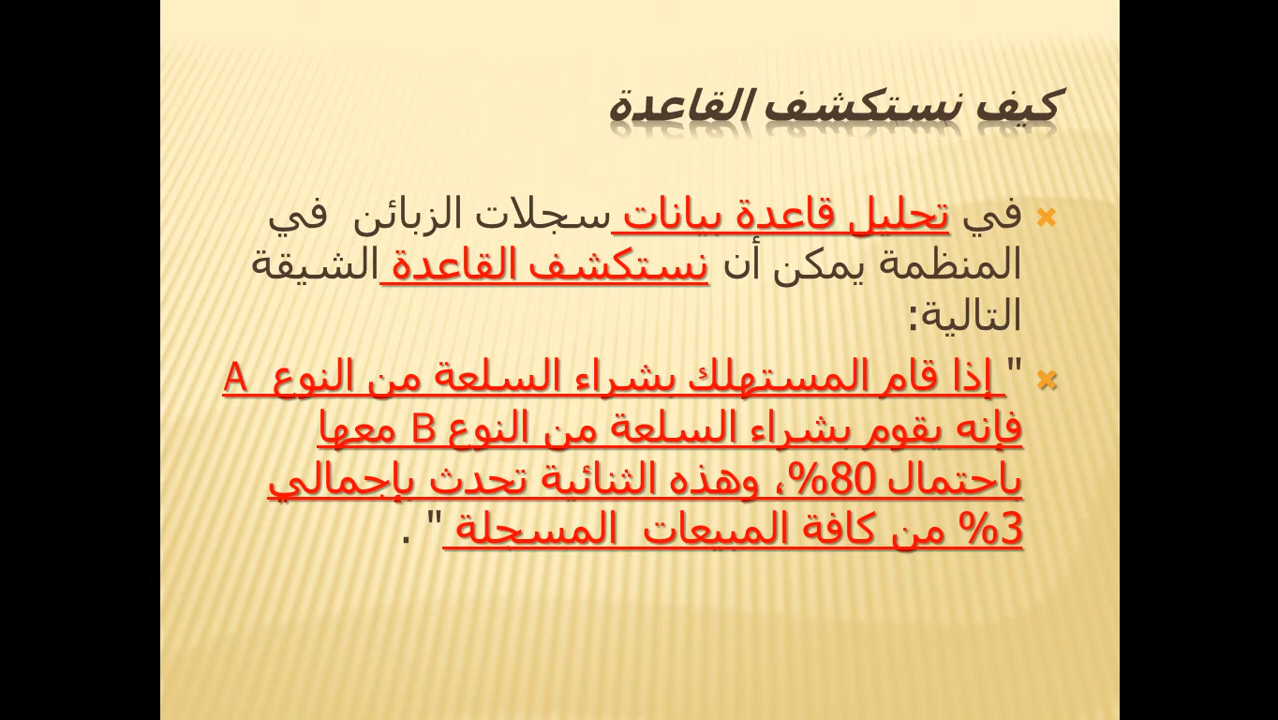 كيف نستكشف القاعدة
في تحليل قاعدة بيانات سجلات الزبائن في
المنظمة يمكن أن نستكشف القاعدة الشيقة
التالية:
" إذا قام المستهلك بشراء السلعة من النوع A
فإنه يقوم بشراء السلعة من النوع B معها
باحتمال 80%، وهذه الثنائية تحدث بإجمالي
3% من كافة المبيعات المسجلة " .